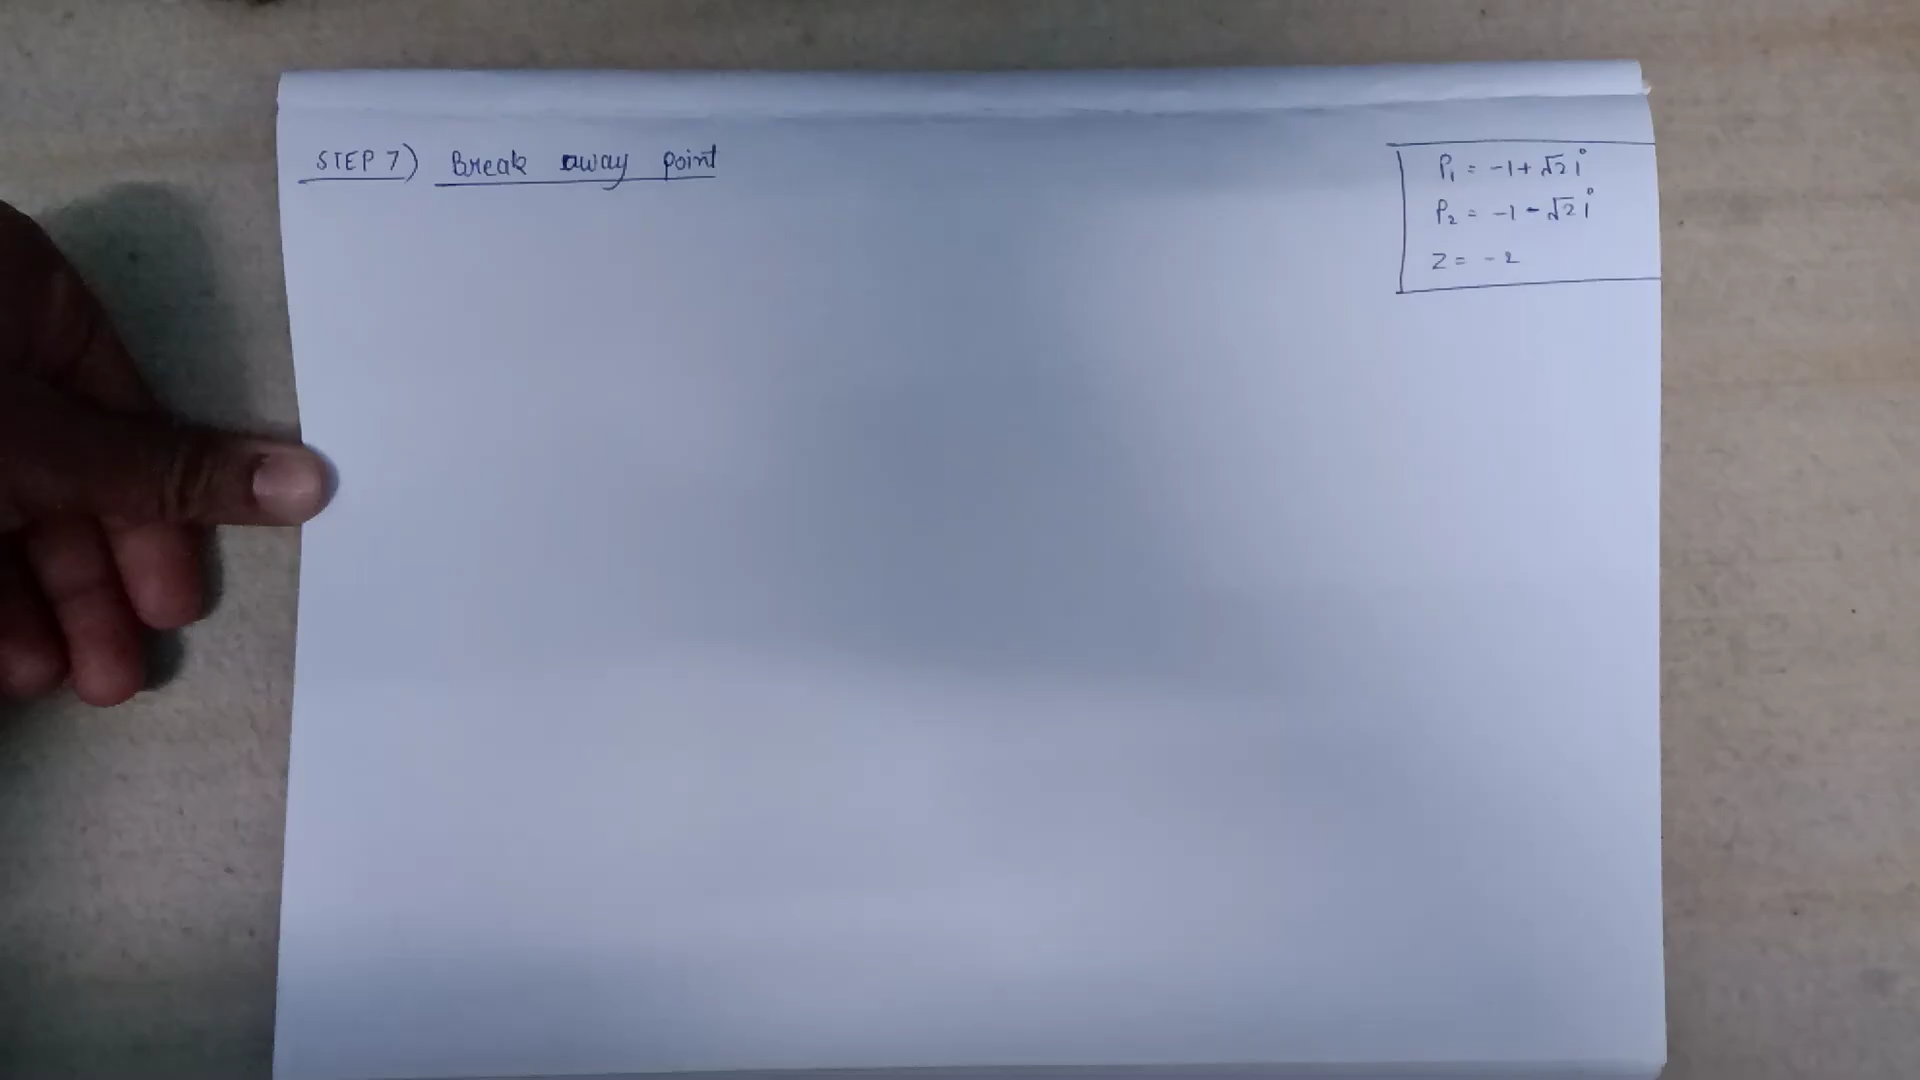 STEP 7) Break away point
P₁ = -1+√2 i
P₂ = -1-√2 i
Z = -2